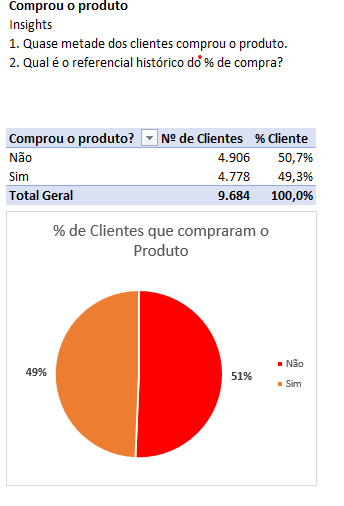 Comprou o produto
Insights
1. Quase metade dos clientes comprou o produto.
2. Qual é o referencial histórico do % de compra?
Comprou o produto? Nº de Clientes % Cliente
Não 4.906 50,7%
Sim 4.778 49,3%
Total Geral 9.684 100,0%
% de Clientes que compraram o
Produto
49%
51%
Não
Sim